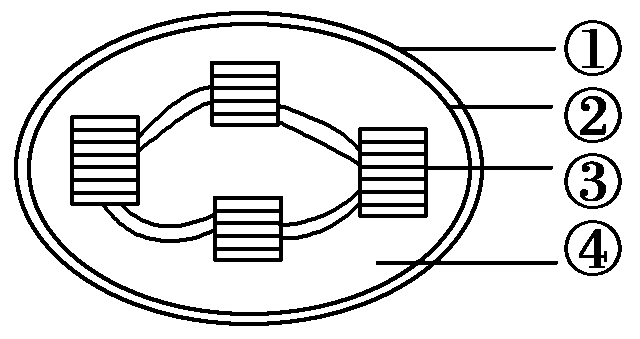 ①
②
③
④